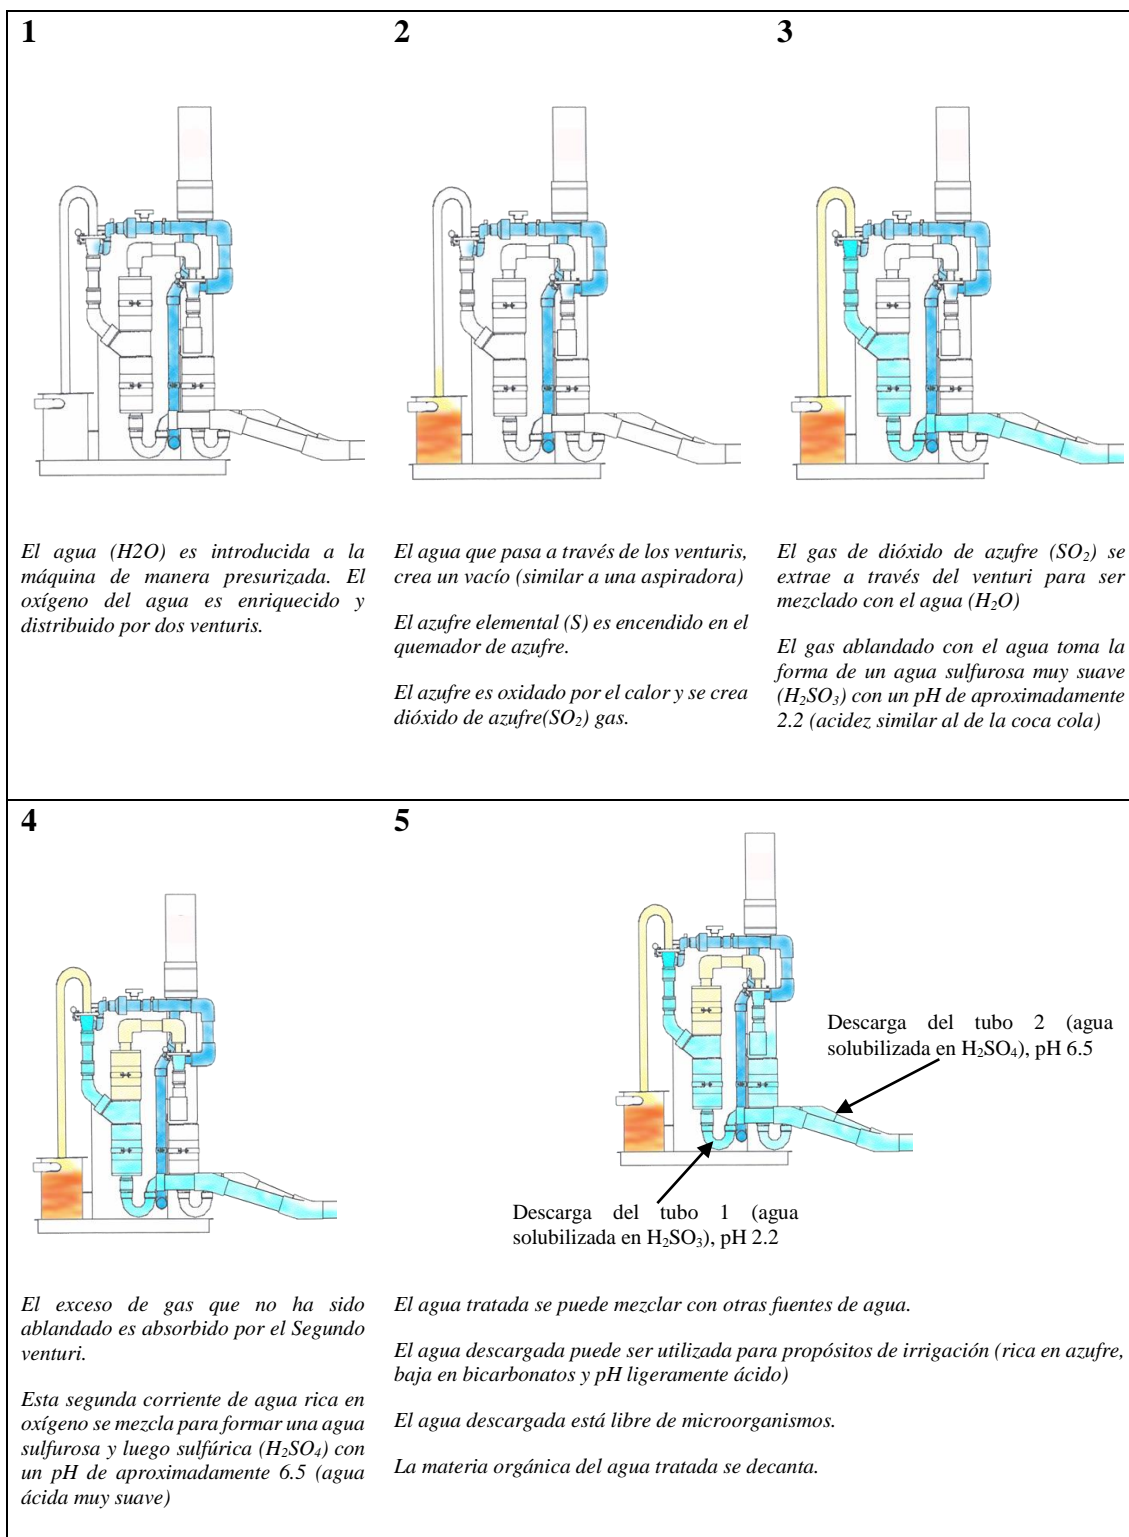 1
2
3
El agua (H2O) es introducida a la
máquina de manera presurizada. El
oxígeno del agua es enriquecido y
distribuido por dos venturis.
El agua que pasa a través de los venturis,
crea un vacío (similar a una aspiradora)
El azufre elemental (S) es encendido en el
quemador de azufre.
El azufre es oxidado por el calor y se crea
dióxido de azufre(SO₂) gas.
El gas de dióxido de azufre (SO₂) se
extrae a través del venturi para ser
mezclado con el agua (H₂O)
El gas ablandado con el agua toma la
forma de un agua sulfurosa muy suave
(H₂SO₃) con un pH de aproximadamente
2.2 (acidez similar al de la coca cola)
4
5
Descarga del tubo 2 (agua
solubilizada en H₂SO₄), pH 6.5
Descarga del tubo 1 (agua
solubilizada en H₂SO₃), pH 2.2
El exceso de gas que no ha sido
ablandado es absorbido por el Segundo
venturi.
Esta segunda corriente de agua rica en
oxígeno se mezcla para formar una agua
sulfurosa y luego sulfúrica (H₂SO₄) con
un pH de aproximadamente 6.5 (agua
ácida muy suave)
El agua tratada se puede mezclar con otras fuentes de agua.
El agua descargada puede ser utilizada para propósitos de irrigación (rica en azufre,
baja en bicarbonatos y pH ligeramente ácido)
El agua descargada está libre de microorganismos.
La materia orgánica del agua tratada se decanta.